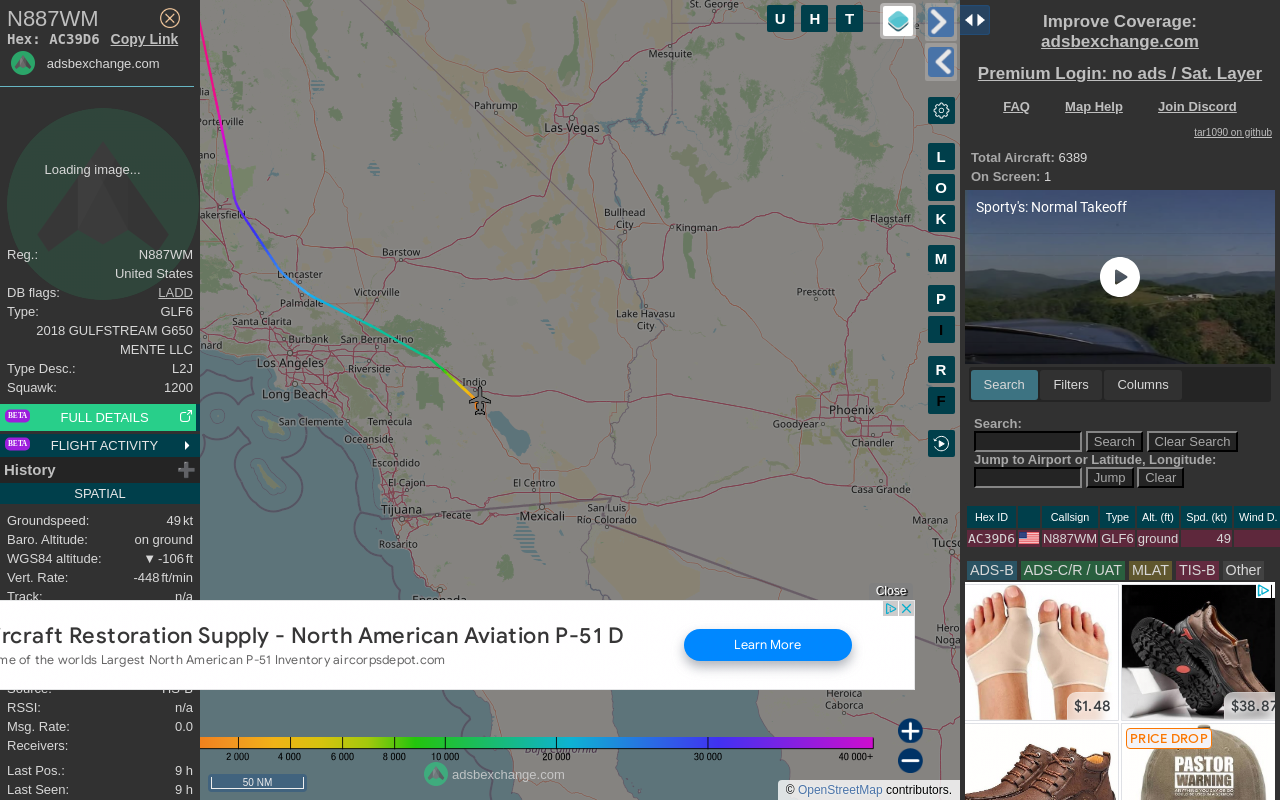 N887WM
Hex: AC39D6 Copy Link
adsbexchange.com
Loading image...
Reg.: N887WM
United States
DB flags: LADD
Type: GLF6
2018 GULFSTREAM G650
MENTE LLC
Type Desc.: L2J
Squawk: 1200
BETA FULL DETAILS
BETA FLIGHT ACTIVITY
History
SPATIAL
Groundspeed: 49 kt
Baro. Altitude: on ground
WGS84 altitude: ▼ -106 ft
Vert. Rate: -448 ft/min
Track: n/a
RSSI: n/a
Msg. Rate: 0.0
Receivers:
Last Pos.: 9 h
Last Seen: 9 h
U H T
St. George
Mesquite
Pahrump
Las Vegas
Porterville
Bullhead
City
Kingman
Flagstaff
Barstow
Lancaster
Palmdale
Victorville
Prescott
Santa Clarita
Lake Havasu
City
Burbank
San Bernardino
Los Angeles
Riverside
Indio
Long Beach
Phoenix
San Clemente
Temecula
Goodyear
Oceanside
Chandler
Escondido
El Cajon
El Centro
Casa Grande
Tijuana
Tecate
Mexicali
San Luis
Río Colorado
Marana
Rosarito
Ensenada
Heroica
Caborca
L
O
K
M
P
I
R
F
Close
ircraft Restoration Supply - North American Aviation P-51 D
me of the worlds Largest North American P-51 Inventory aircorpsdepot.com
Learn More
2 000 4 000 6 000 8 000 10 000 20 000 30 000 40 000+
adsbexchange.com
50 NM
© OpenStreetMap contributors.
Improve Coverage:
adsbexchange.com
Premium Login: no ads / Sat. Layer
FAQ Map Help Join Discord
tar1090 on github
Total Aircraft: 6389
On Screen: 1
Sporty's: Normal Takeoff
Search Filters Columns
Search:
Search Clear Search
Jump to Airport or Latitude, Longitude:
Jump Clear
Hex ID Callsign Type Alt. (ft) Spd. (kt) Wind D.
AC39D6 N887WM GLF6 ground 49
ADS-B ADS-C/R / UAT MLAT TIS-B Other
$1.48 $38.87
PRICE DROP
PASTOR
WARNING